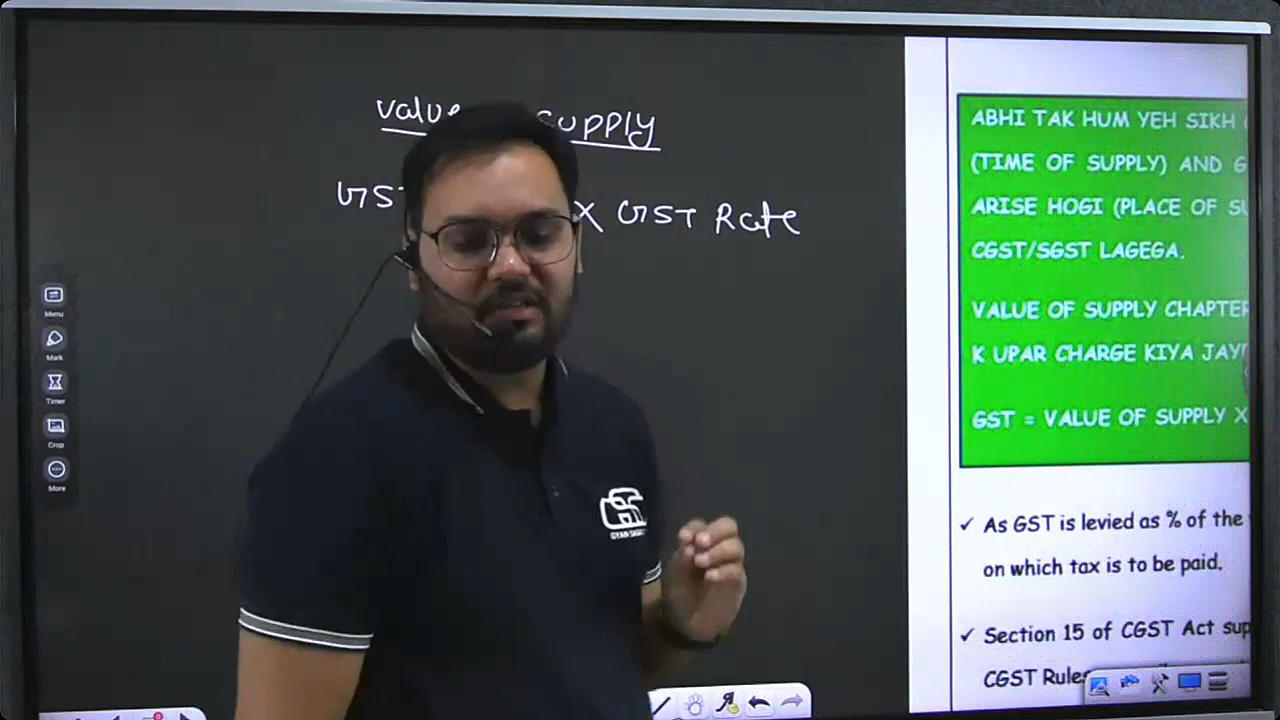 value supply
GST X GST Rate
ABHI TAK HUM YEH SIKH
(TIME OF SUPPLY) AND G
ARISE HOGI (PLACE OF SU
CGST/SGST LAGEGA.
VALUE OF SUPPLY CHAPTER
K UPAR CHARGE KIYA JAY
GST = VALUE OF SUPPLY X
✓ As GST is levied as % of the
on which tax is to be paid.
✓ Section 15 of CGST Act sup
CGST Rules
Menu
Mark
Timer
Crop
More
GS
GYAN